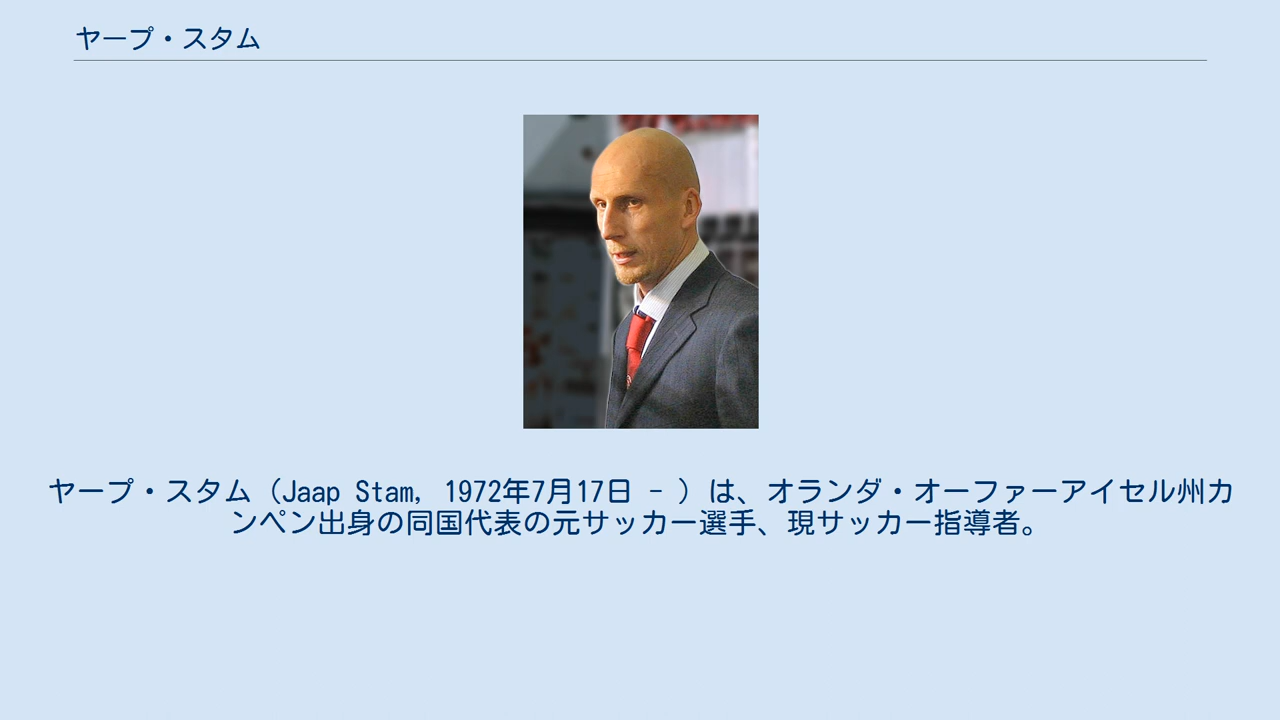 ヤープ・スタム
ヤープ・スタム（Jaap Stam, 1972年7月17日 - ）は、オランダ・オーファーアイセル州カ
ンペン出身の同国代表の元サッカー選手、現サッカー指導者。